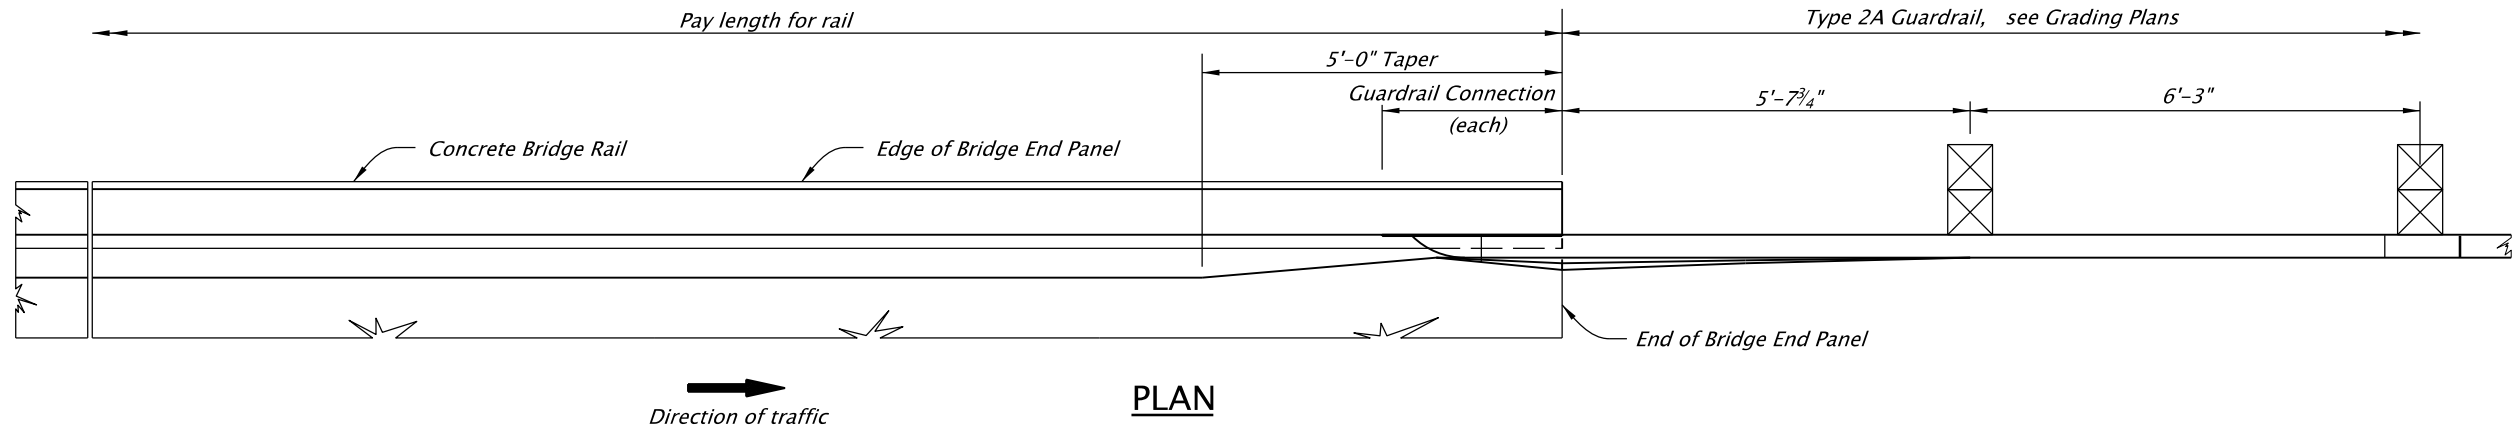 Pay length for rail
Type 2A Guardrail, see Grading Plans
5'-0" Taper
Guardrail Connection
(each)
5'-7¾"
6'-3"
Concrete Bridge Rail
Edge of Bridge End Panel
End of Bridge End Panel
Direction of traffic
PLAN